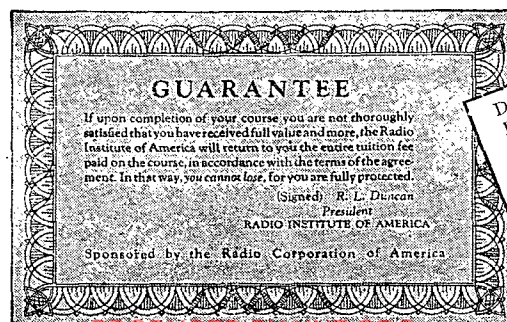 GUARANTEE
If upon completion of your course you are not thoroughly
satisfied that you have received full value and more, the Radio
Institute of America will return to you the entire tuition fee
paid on the course, in accordance with the terms of the agree-
ment. In that way, you cannot lose, for you are fully protected.
(Signed) R. L. Duncan
President
RADIO INSTITUTE OF AMERICA
Sponsored by the Radio Corporation of America